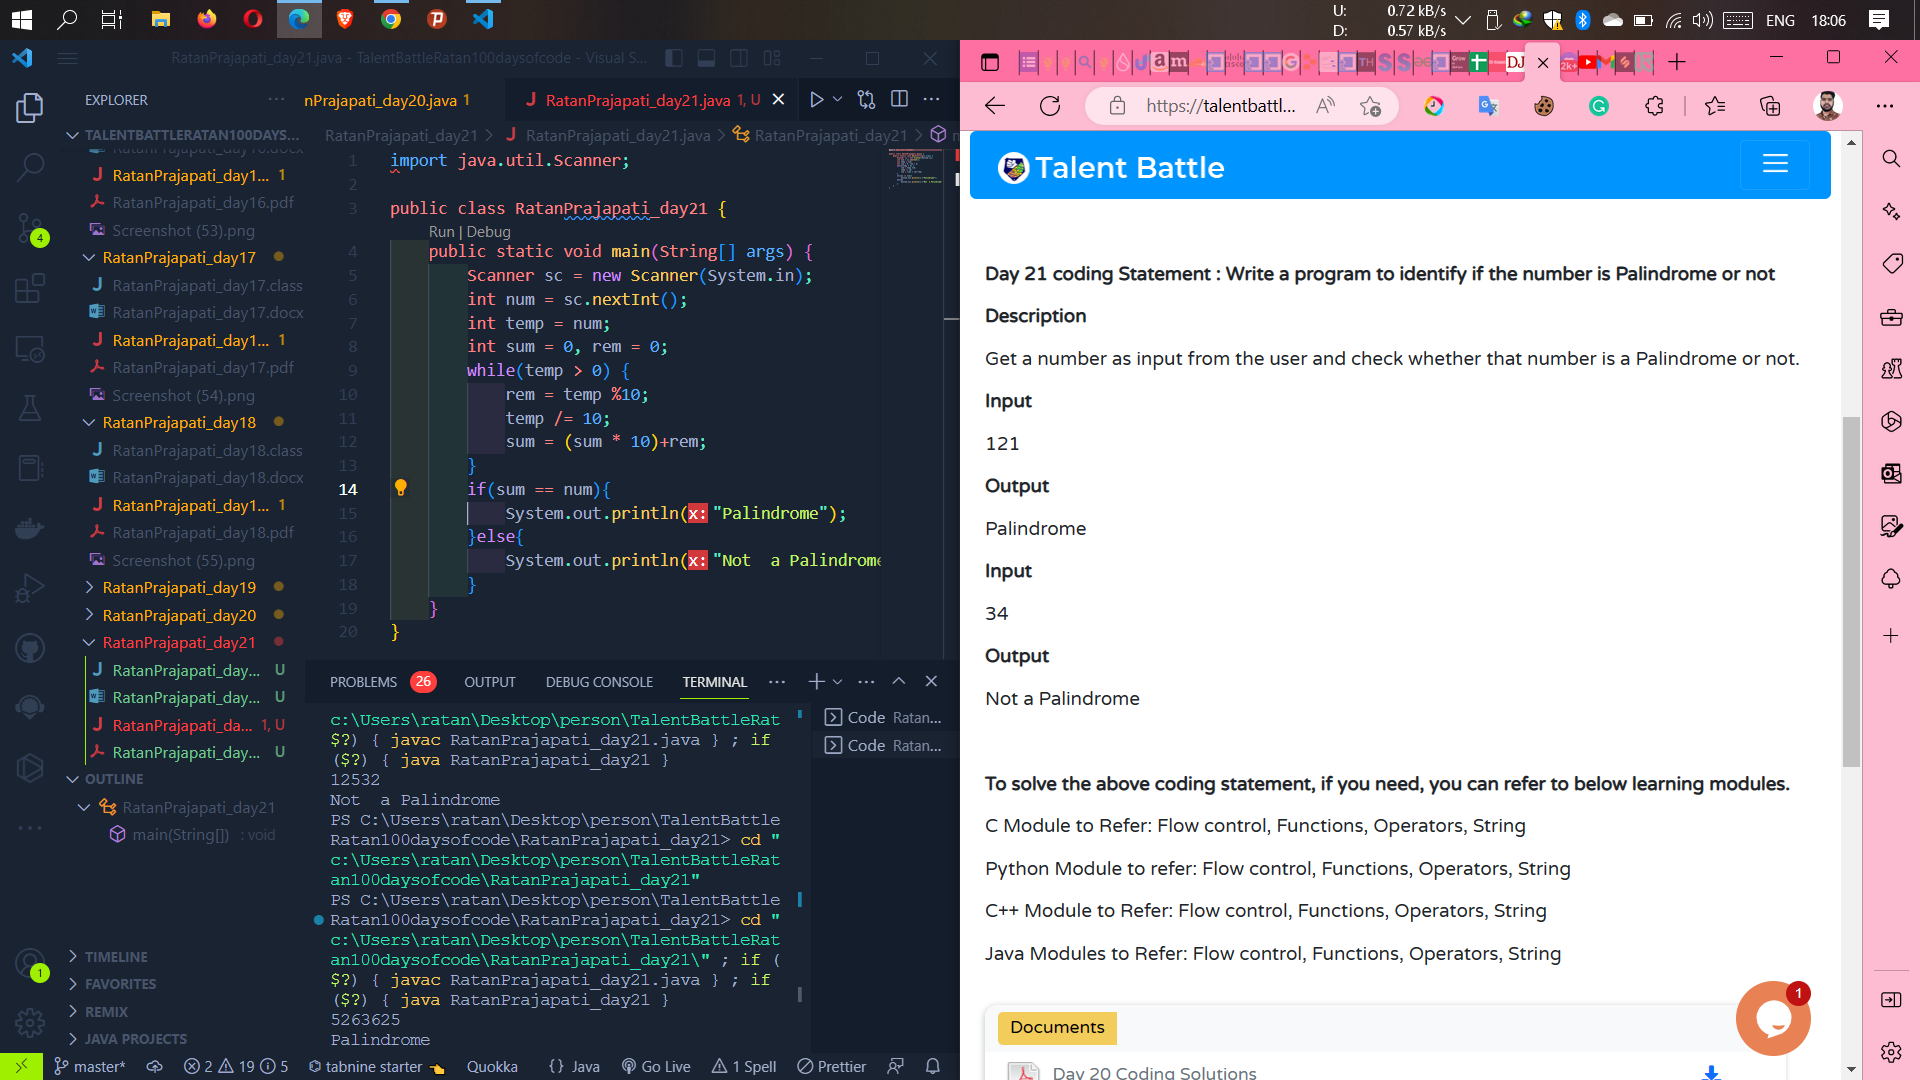 U: 0.72 kB/s
D: 0.57 kB/s
ENG 18:06
RatanPrajapati_day21.java - TalentBattleRatan100daysofcode - Visual S...
EXPLORER
TALENTBATTLERATAN100DAYS...
RatanPrajapati_day16.docx
RatanPrajapati_day1... 1
RatanPrajapati_day16.pdf
Screenshot (53).png
RatanPrajapati_day17
RatanPrajapati_day17.class
RatanPrajapati_day17.docx
RatanPrajapati_day1... 1
RatanPrajapati_day17.pdf
Screenshot (54).png
RatanPrajapati_day18
RatanPrajapati_day18.class
RatanPrajapati_day18.docx
RatanPrajapati_day1... 1
RatanPrajapati_day18.pdf
Screenshot (55).png
RatanPrajapati_day19
RatanPrajapati_day20
RatanPrajapati_day21
RatanPrajapati_day... U
RatanPrajapati_day... U
RatanPrajapati_da... 1, U
RatanPrajapati_day... U
OUTLINE
RatanPrajapati_day21
main(String[]) : void
TIMELINE
FAVORITES
REMIX
JAVA PROJECTS
4
1
nPrajapati_day20.java 1
RatanPrajapati_day21.java 1, U
RatanPrajapati_day21 > RatanPrajapati_day21.java > RatanPrajapati_day21 >
1 import java.util.Scanner;
2
3 public class RatanPrajapati_day21 {
Run | Debug
4 public static void main(String[] args) {
5 Scanner sc = new Scanner(System.in);
6 int num = sc.nextInt();
7 int temp = num;
8 int sum = 0, rem = 0;
9 while(temp > 0) {
10 rem = temp %10;
11 temp /= 10;
12 sum = (sum * 10)+rem;
13 }
14 if(sum == num){
15 System.out.println(x: "Palindrome");
16 }else{
17 System.out.println(x: "Not  a Palindrome
18 }
19 }
20 }
PROBLEMS 26 OUTPUT DEBUG CONSOLE TERMINAL
c:\Users\ratan\Desktop\person\TalentBattleRat
$?) { javac RatanPrajapati_day21.java } ; if
($?) { java RatanPrajapati_day21 }
12532
Not  a Palindrome
PS C:\Users\ratan\Desktop\person\TalentBattle
Ratan100daysofcode\RatanPrajapati_day21> cd "
c:\Users\ratan\Desktop\person\TalentBattleRat
an100daysofcode\RatanPrajapati_day21"
PS C:\Users\ratan\Desktop\person\TalentBattle
Ratan100daysofcode\RatanPrajapati_day21> cd "
c:\Users\ratan\Desktop\person\TalentBattleRat
an100daysofcode\RatanPrajapati_day21\" ; if (
$?) { javac RatanPrajapati_day21.java } ; if
($?) { java RatanPrajapati_day21 }
5263625
Palindrome
Code Ratan...
Code Ratan...
master* 2 19 5 tabnine starter Quokka {} Java Go Live 1 Spell Prettier
https://talentbattl...
Talent Battle
Day 21 coding Statement : Write a program to identify if the number is Palindrome or not
Description
Get a number as input from the user and check whether that number is a Palindrome or not.
Input
121
Output
Palindrome
Input
34
Output
Not a Palindrome
To solve the above coding statement, if you need, you can refer to below learning modules.
C Module to Refer: Flow control, Functions, Operators, String
Python Module to refer: Flow control, Functions, Operators, String
C++ Module to Refer: Flow control, Functions, Operators, String
Java Modules to Refer: Flow control, Functions, Operators, String
Documents
Day 20 Coding Solutions
1